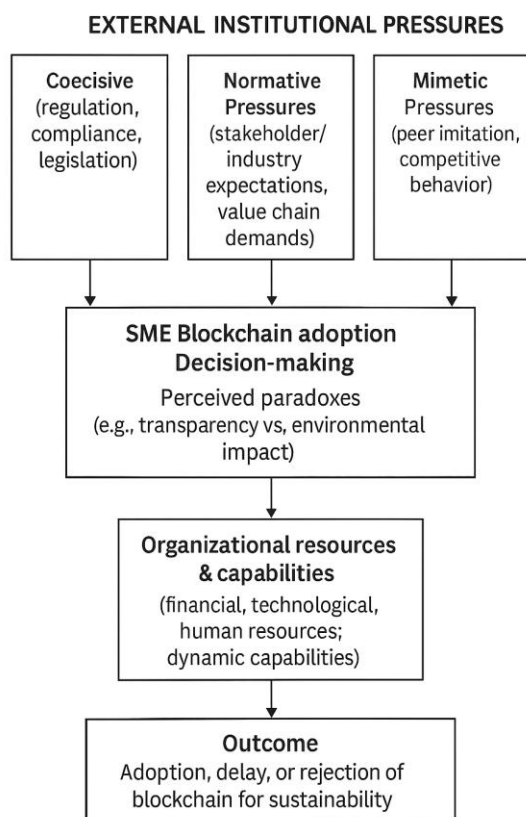 EXTERNAL INSTITUTIONAL PRESSURES
Coecisive
(regulation,
compliance,
legislation)
Normative
Pressures
(stakeholder/
industry
expectations,
value chain
demands)
Mimetic
Pressures
(peer imitation,
competitive
behavior)
SME Blockchain adoption
Decision-making
Perceived paradoxes
(e.g., transparency vs, environmental
impact)
Organizational resources
& capabilities
(financial, technological,
human resources;
dynamic capabilities)
Outcome
Adoption, delay, or rejection of
blockchain for sustainability